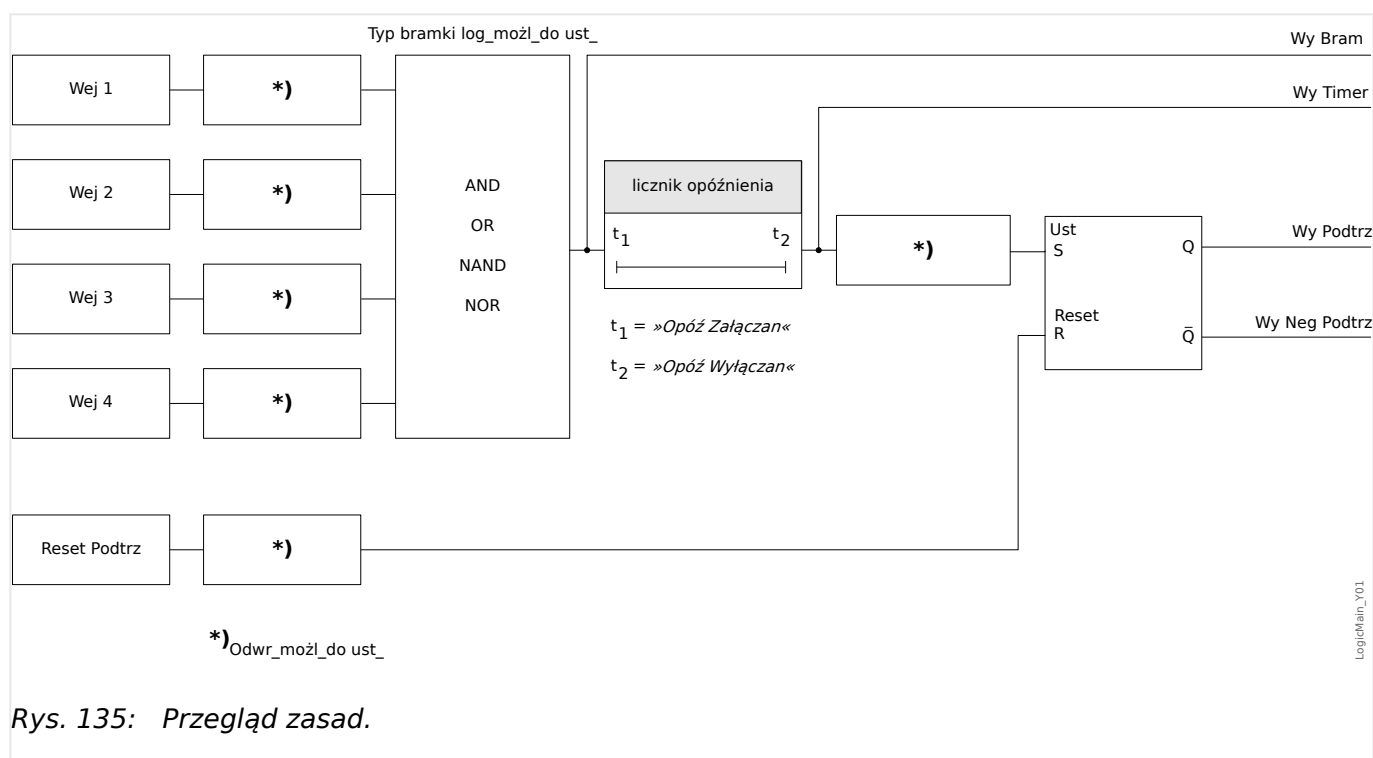 Typ bramki log_możl_do ust_
Wy Bram
Wej 1
*)
Wy Timer
Wej 2
*)
AND
OR
NAND
NOR
licznik opóźnienia
t1
t2
*)
Ust
S
Q
Wy Podtrz
Wej 3
*)
t1 = »Opóź Załączan«
t2 = »Opóź Wyłączan«
Reset
R
Q̅
Wy Neg Podtrz
Wej 4
*)
Reset Podtrz
*)
*)Odwr_możl_do ust_
LogicMain_Y01
Rys. 135: Przegląd zasad.